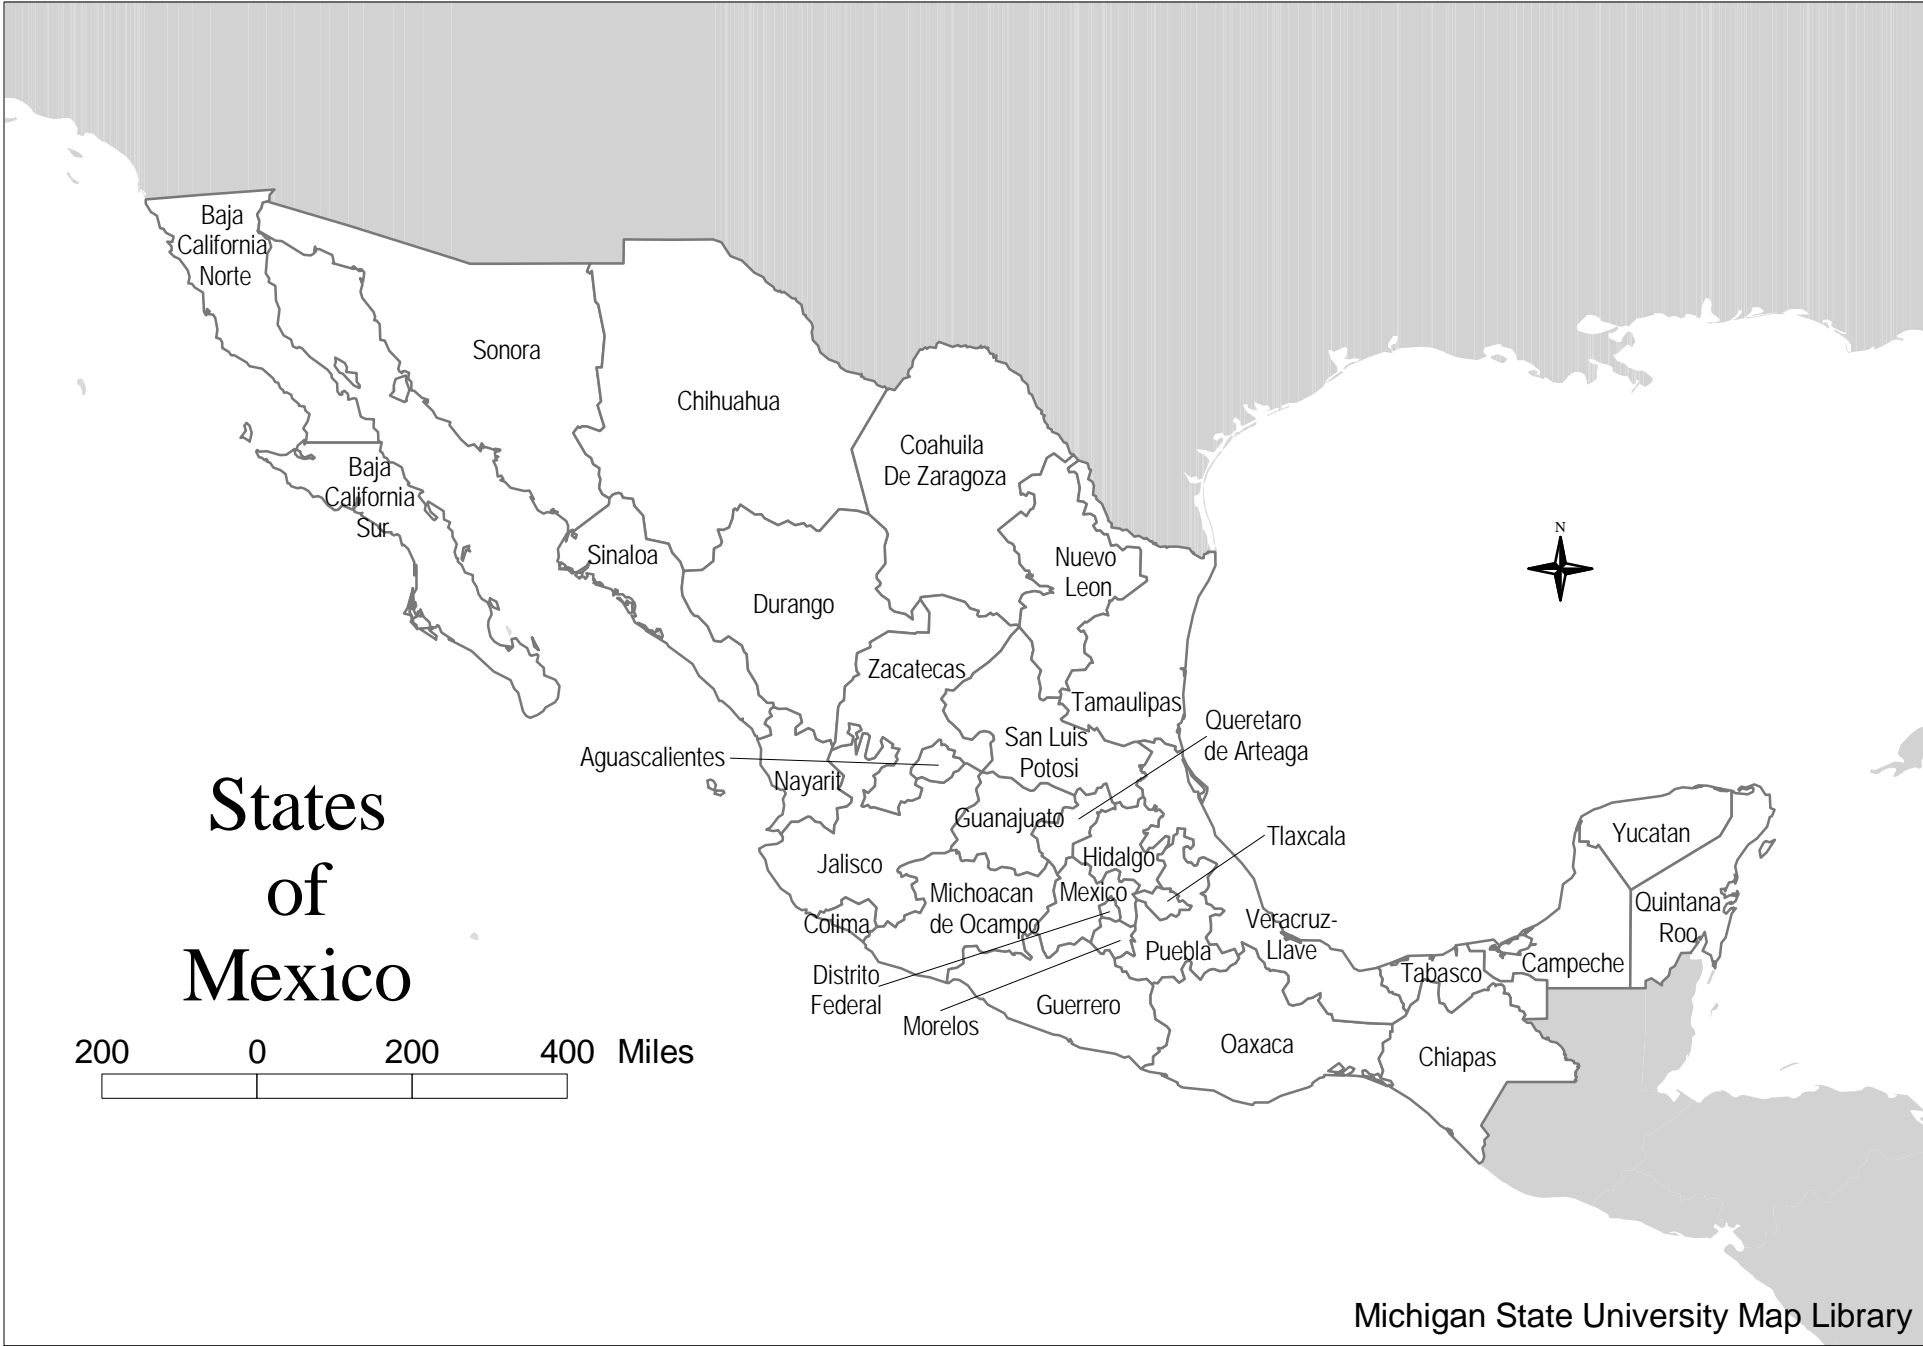 Baja
California
Norte
Sonora
Chihuahua
Coahuila
De Zaragoza
Baja
California
Sur
N
Sinaloa
Nuevo
Leon
Durango
Zacatecas
Tamaulipas
Queretaro
de Arteaga
San Luis
Potosi
Aguascalientes
Nayarit
States
of
Mexico
Guanajuato
Tlaxcala
Yucatan
Jalisco
Hidalgo
Michoacan
de Ocampo
Mexico
Quintana
Roo
Colima
Veracruz-
Llave
Puebla
Distrito
Federal
Tabasco
Campeche
Morelos
Guerrero
Oaxaca
Chiapas
200 0 200 400 Miles
Michigan State University Map Library